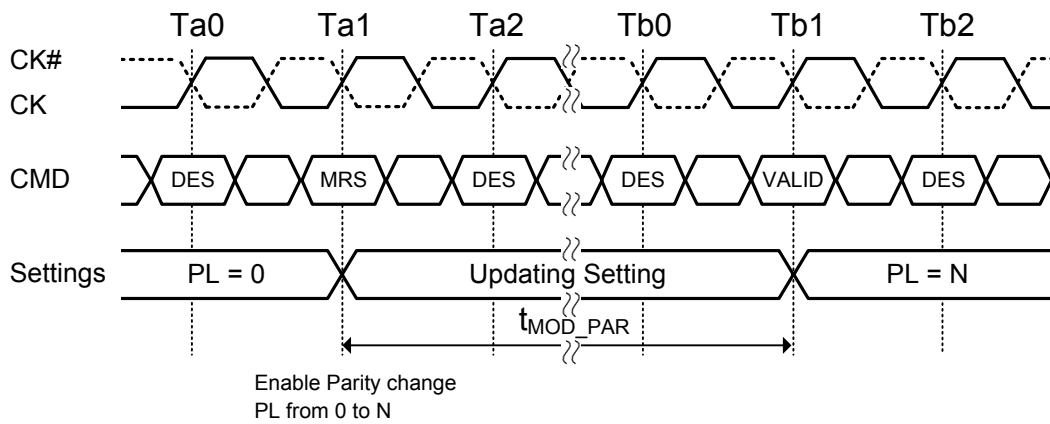 Ta0 Ta1 Ta2 Tb0 Tb1 Tb2
CK#
CK
CMD DES MRS DES DES VALID DES
Settings PL = 0 Updating Setting PL = N
tMOD_PAR
Enable Parity change
PL from 0 to N